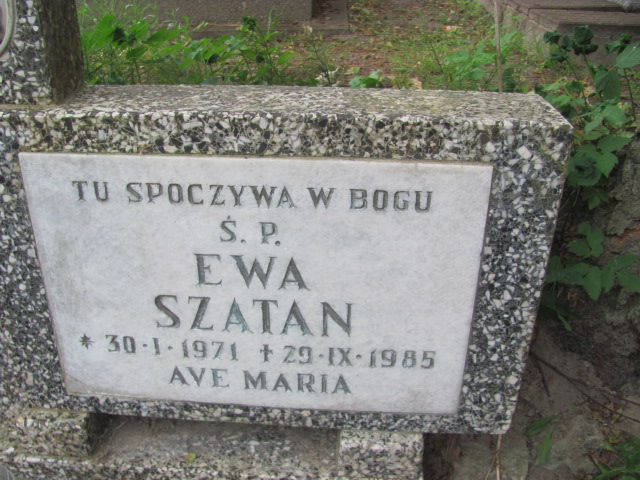 TU SPOCZYWA W BOGU
Ś. P.
EWA
SZATAN
* 30·I·1971 ✝ 29·IX·1985
AVE MARIA